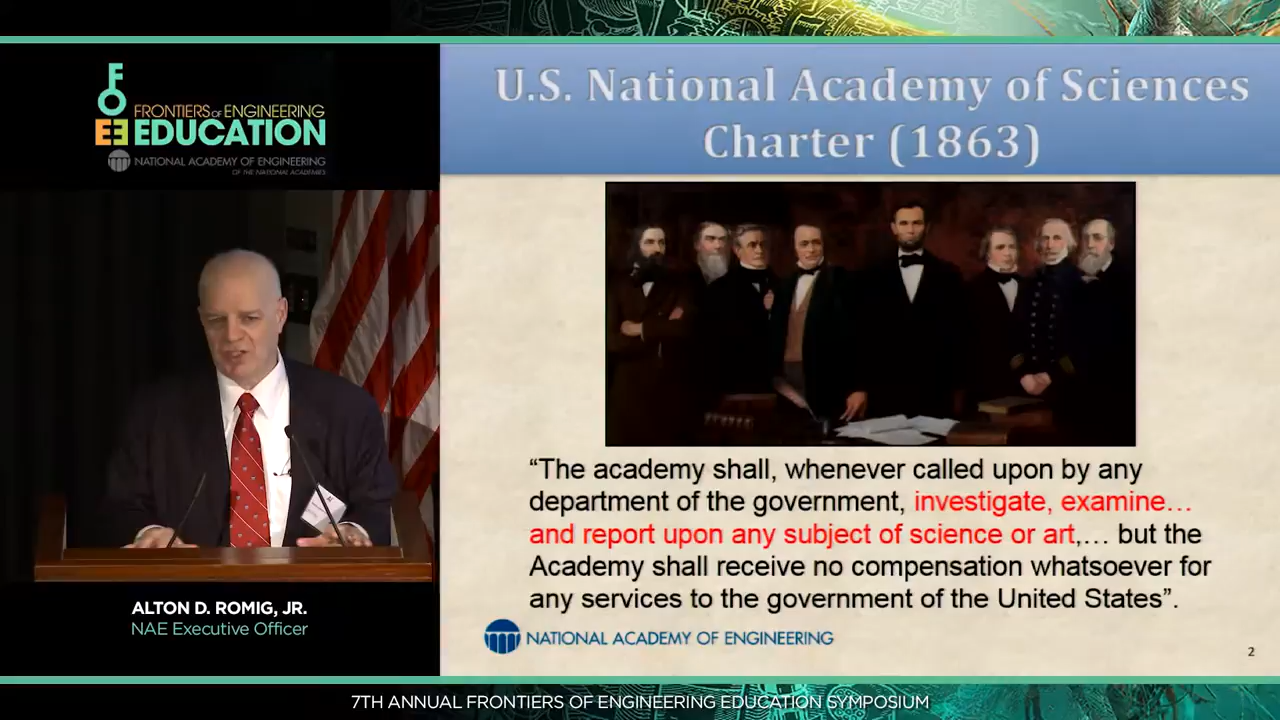 F
O
EE
FRONTIERS OF ENGINEERING
EDUCATION
NATIONAL ACADEMY OF ENGINEERING
OF THE NATIONAL ACADEMIES
ALTON D. ROMIG, JR.
NAE Executive Officer
U.S. National Academy of Sciences
Charter (1863)
“The academy shall, whenever called upon by any
department of the government, investigate, examine…
and report upon any subject of science or art,… but the
Academy shall receive no compensation whatsoever for
any services to the government of the United States”.
NATIONAL ACADEMY OF ENGINEERING
2
7TH ANNUAL FRONTIERS OF ENGINEERING EDUCATION SYMPOSIUM